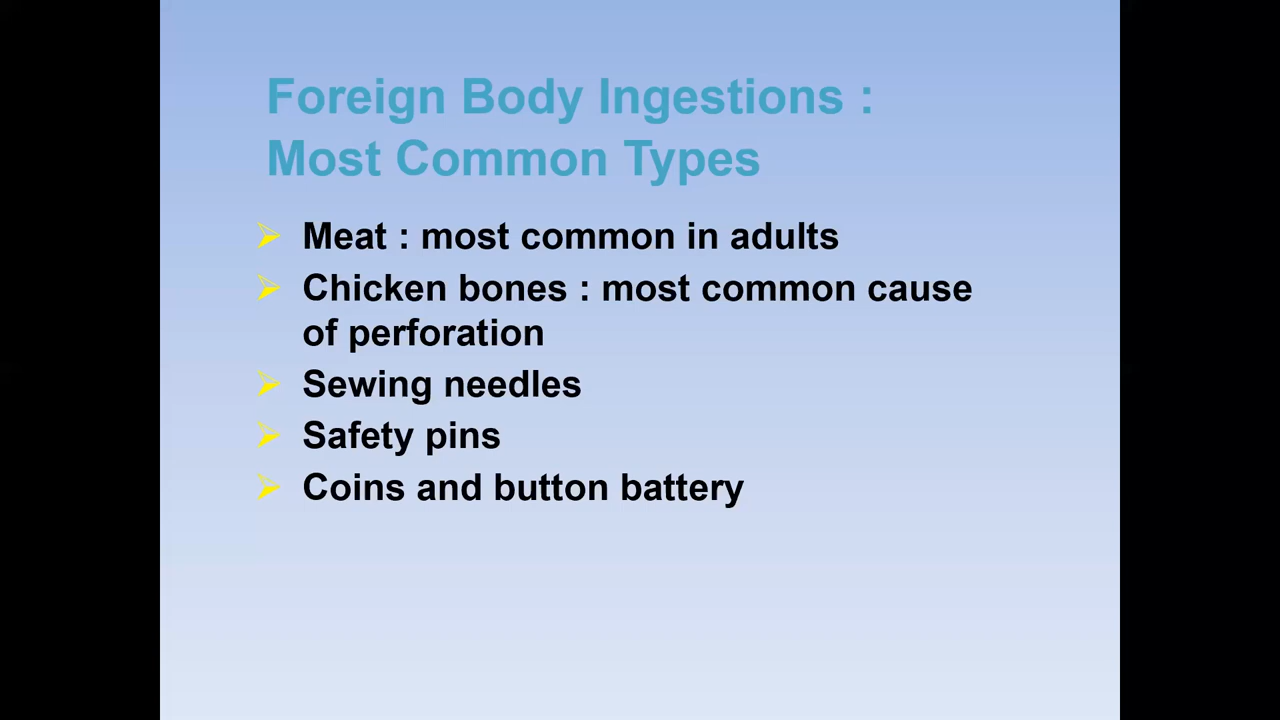 Foreign Body Ingestions :
Most Common Types
Meat : most common in adults
Chicken bones : most common cause
of perforation
Sewing needles
Safety pins
Coins and button battery